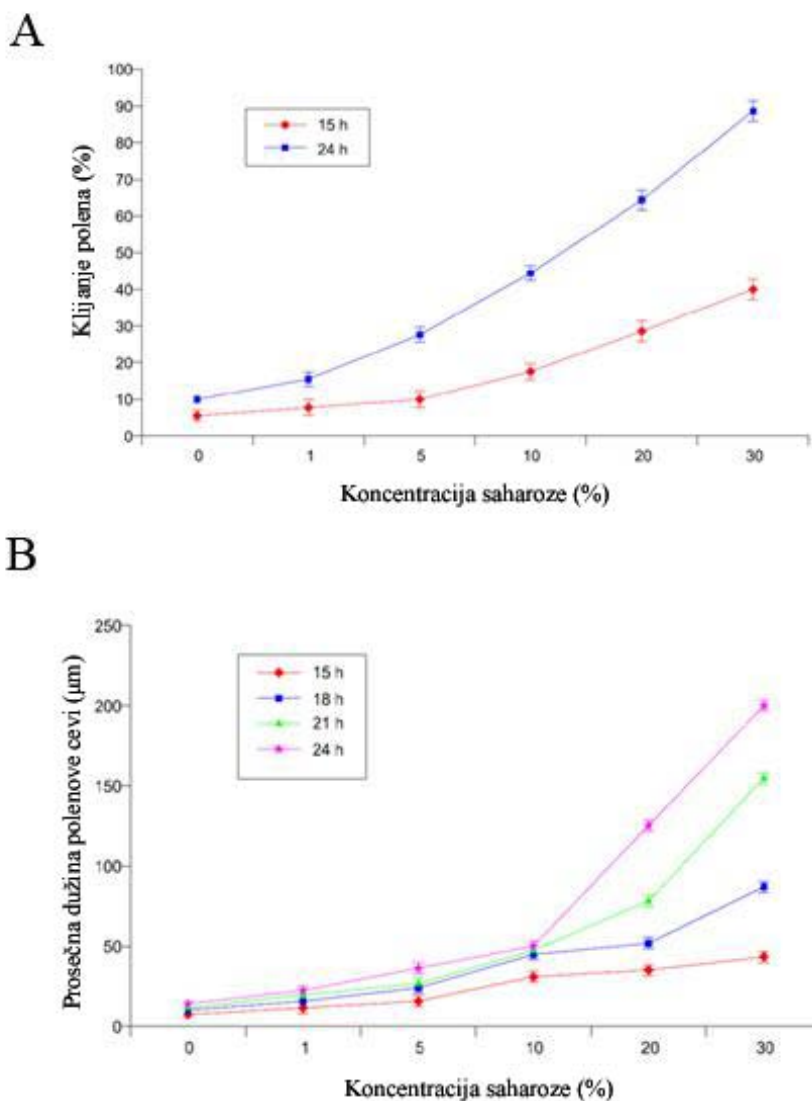 A
100
90
80
70
60
50
40
30
20
10
0
Klijanje polena (%)
15 h
24 h
0 1 5 10 20 30
Koncentracija saharoze (%)
B
250
200
150
100
50
0
Prosečna dužina polenove cevi (μm)
15 h
18 h
21 h
24 h
0 1 5 10 20 30
Koncentracija saharoze (%)